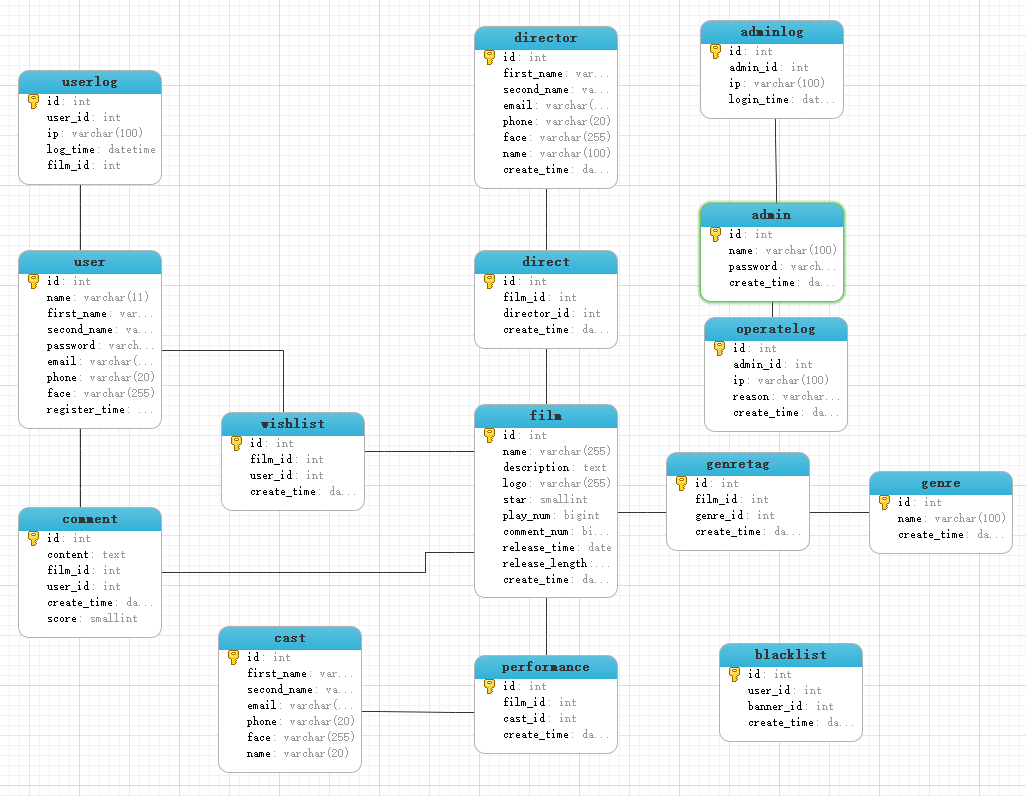 userlog
id: int
user_id: int
ip: varchar(100)
log_time: datetime
film_id: int
user
id: int
name: varchar(11)
first_name: var...
second_name: va...
password: varch...
email: varchar(...
phone: varchar(20)
face: varchar(255)
register_time: ...
comment
id: int
content: text
film_id: int
user_id: int
create_time: da...
score: smallint
wishlist
id: int
film_id: int
user_id: int
create_time: da...
cast
id: int
first_name: var...
second_name: va...
email: varchar(...
phone: varchar(20)
face: varchar(255)
name: varchar(20)
director
id: int
first_name: var...
second_name: va...
email: varchar(...
phone: varchar(20)
face: varchar(255)
name: varchar(100)
create_time: da...
direct
id: int
film_id: int
director_id: int
create_time: da...
film
id: int
name: varchar(255)
description: text
logo: varchar(255)
star: smallint
play_num: bigint
comment_num: bi...
release_time: date
release_length:...
create_time: da...
performance
id: int
film_id: int
cast_id: int
create_time: da...
adminlog
id: int
admin_id: int
ip: varchar(100)
login_time: dat...
admin
id: int
name: varchar(100)
password: varch...
create_time: da...
operatelog
id: int
admin_id: int
ip: varchar(100)
reason: varchar...
create_time: da...
genretag
id: int
film_id: int
genre_id: int
create_time: da...
genre
id: int
name: varchar(100)
create_time: da...
blacklist
id: int
user_id: int
banner_id: int
create_time: da...